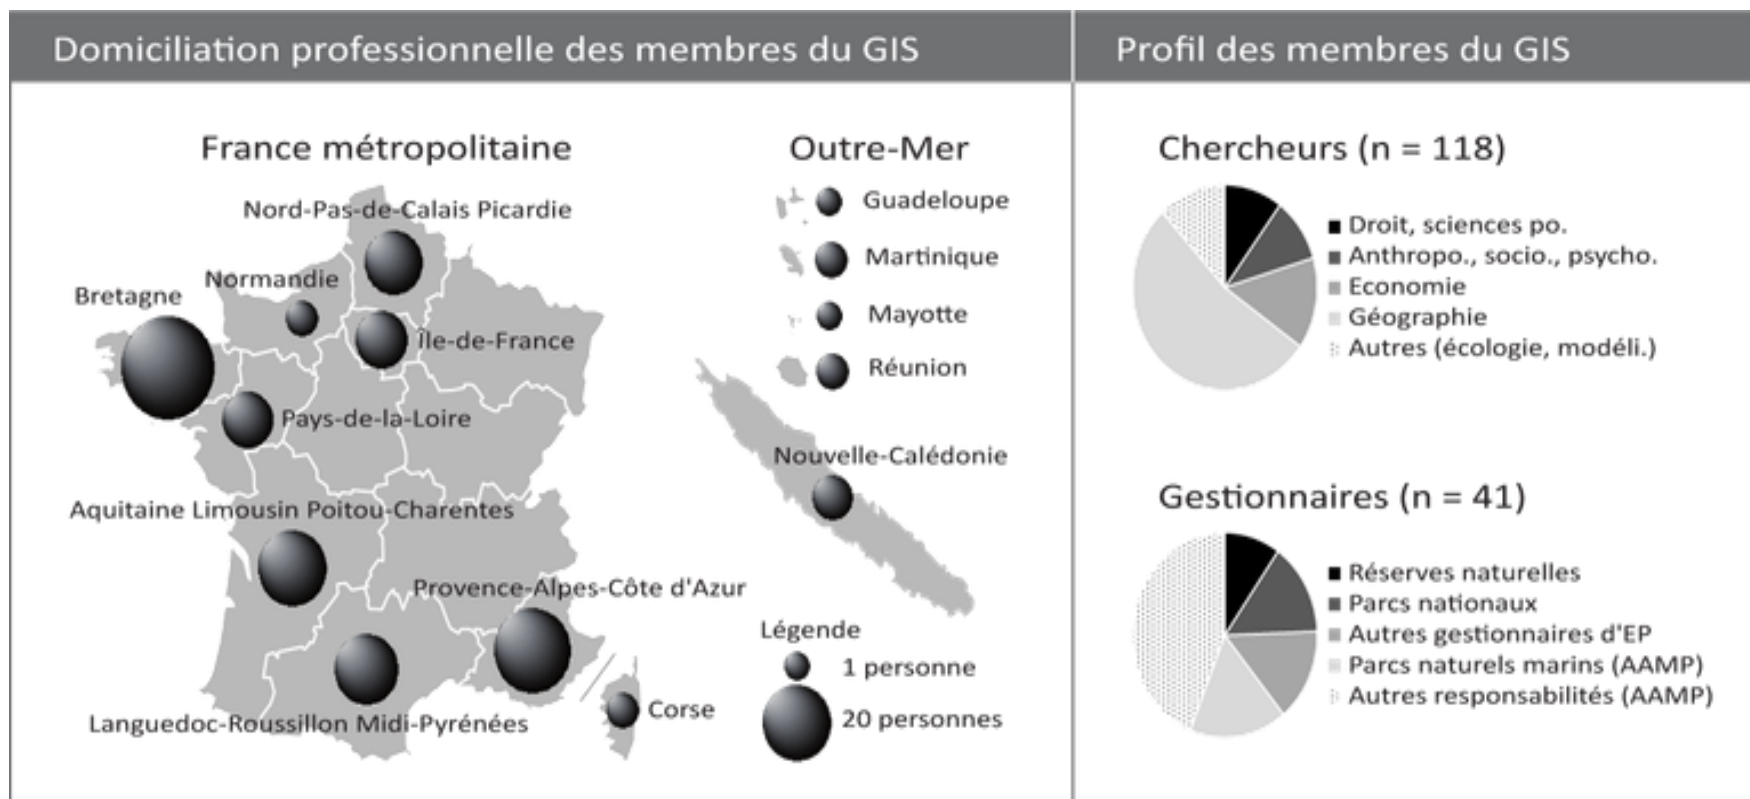 Domiciliation professionnelle des membres du GIS
France métropolitaine
Nord-Pas-de-Calais Picardie
Normandie
Bretagne
Île-de-France
Pays-de-la-Loire
Aquitaine Limousin Poitou-Charentes
Provence-Alpes-Côte d'Azur
Languedoc-Roussillon Midi-Pyrénées
Corse
Outre-Mer
Guadeloupe
Martinique
Mayotte
Réunion
Nouvelle-Calédonie
Légende
1 personne
20 personnes
Profil des membres du GIS
Chercheurs (n = 118)
Droit, sciences po.
Anthropo., socio., psycho.
Economie
Géographie
Autres (écologie, modéli.)
Gestionnaires (n = 41)
Réserves naturelles
Parcs nationaux
Autres gestionnaires d'EP
Parcs naturels marins (AAMP)
Autres responsabilités (AAMP)